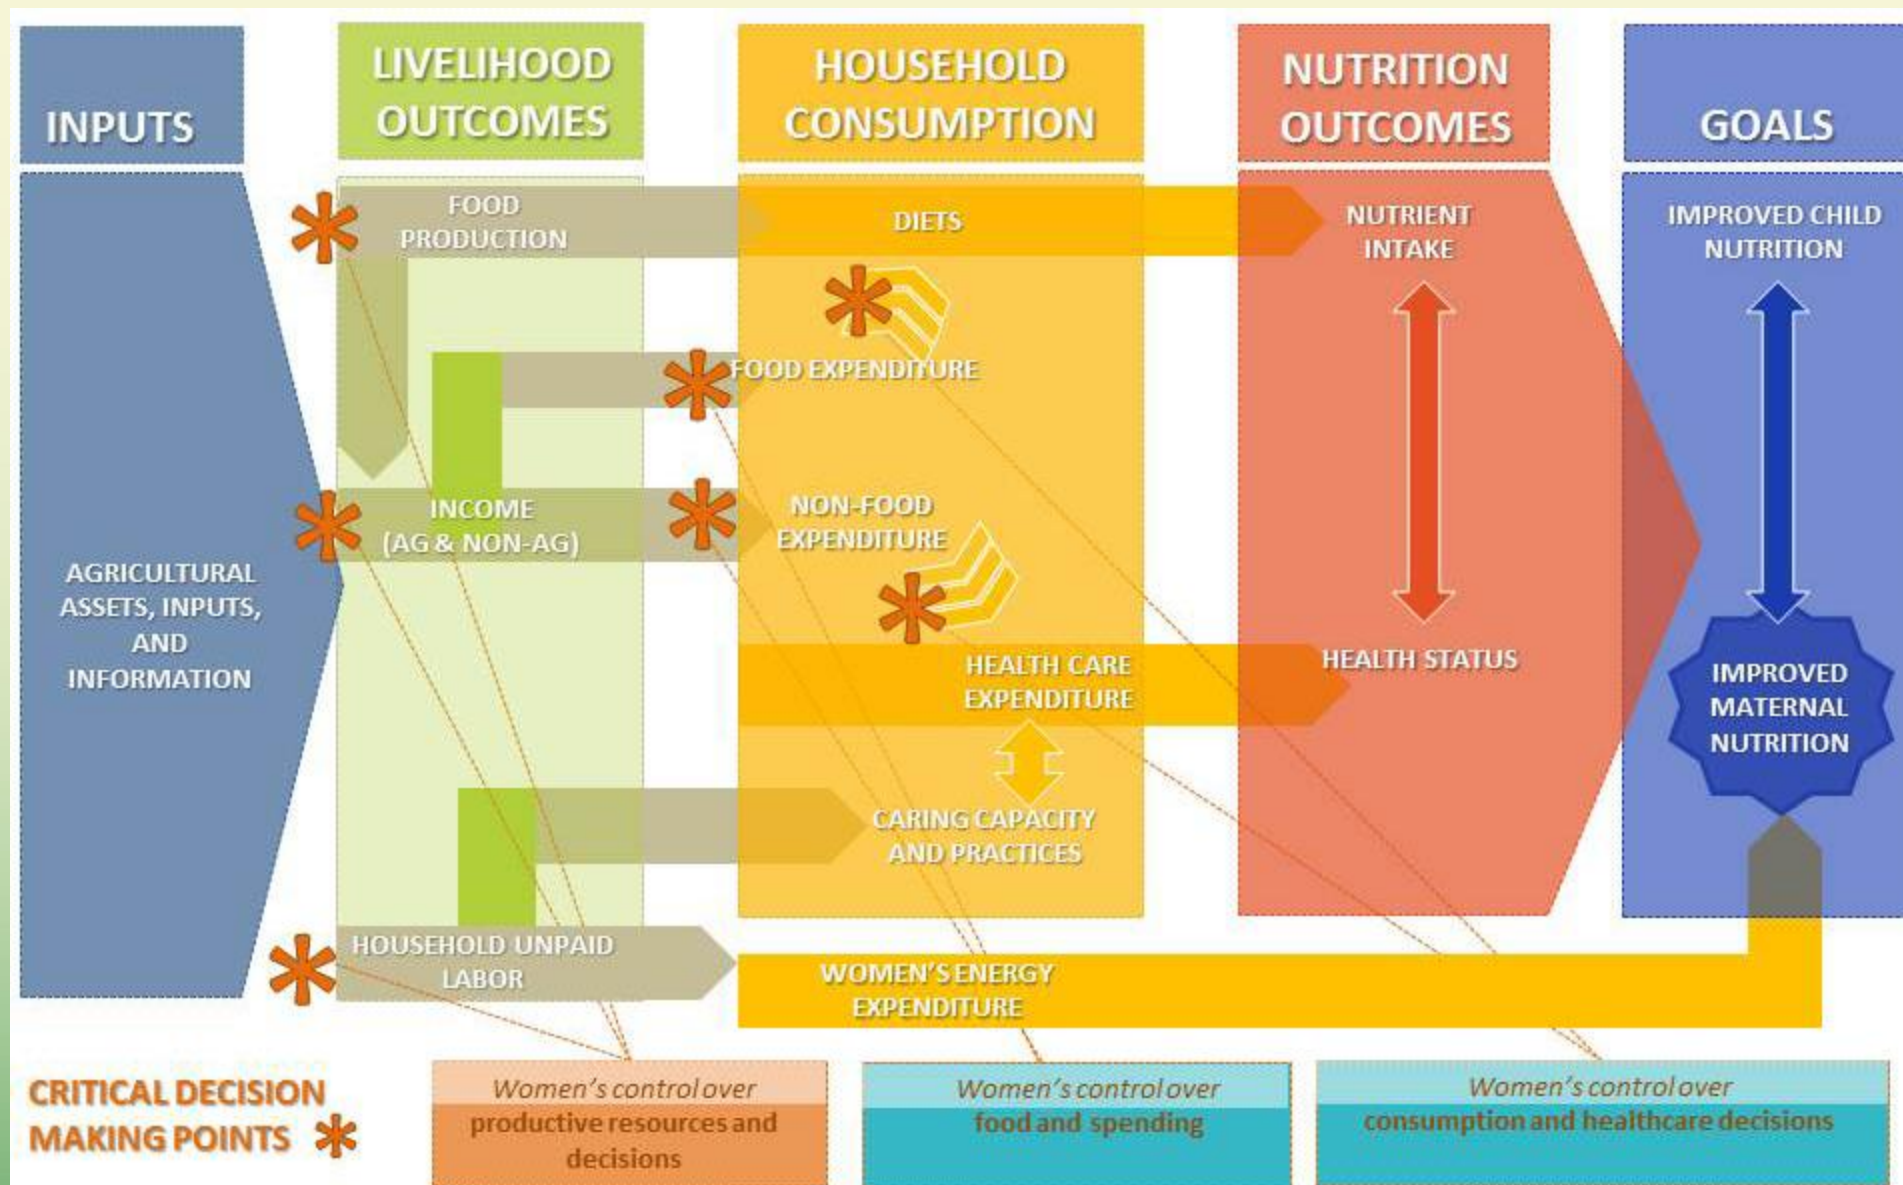 INPUTS
LIVELIHOOD
OUTCOMES
HOUSEHOLD
CONSUMPTION
NUTRITION
OUTCOMES
GOALS
AGRICULTURAL
ASSETS, INPUTS,
AND
INFORMATION
FOOD
PRODUCTION
INCOME
(AG & NON-AG)
HOUSEHOLD UNPAID
LABOR
DIETS
FOOD EXPENDITURE
NON-FOOD
EXPENDITURE
HEALTH CARE
EXPENDITURE
CARING CAPACITY
AND PRACTICES
WOMEN'S ENERGY
EXPENDITURE
NUTRIENT
INTAKE
HEALTH STATUS
IMPROVED CHILD
NUTRITION
IMPROVED
MATERNAL
NUTRITION
CRITICAL DECISION
MAKING POINTS
Women's control over
productive resources and
decisions
Women's control over
food and spending
Women's control over
consumption and healthcare decisions